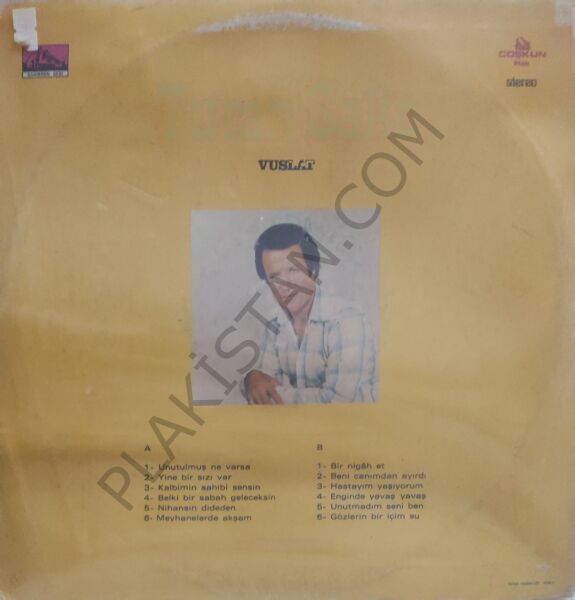 COŞKUN
Plak
stereo
VUSLAT
PLAKİSTAN.COM
A
1- Unutulmuş ne varsa
2- Yine bir sızı var
3- Kalbimin sahibi sensin
4- Belki bir sabah geleceksin
5- Nihansın dideden
6- Meyhanelerde akşam
B
1- Bir nigâh et
2- Beni canımdan ayırdı
3- Hastayım yaşıyorum
4- Enginde yavaş yavaş
5- Unutmadım seni ben
6- Gözlerin bir içim su